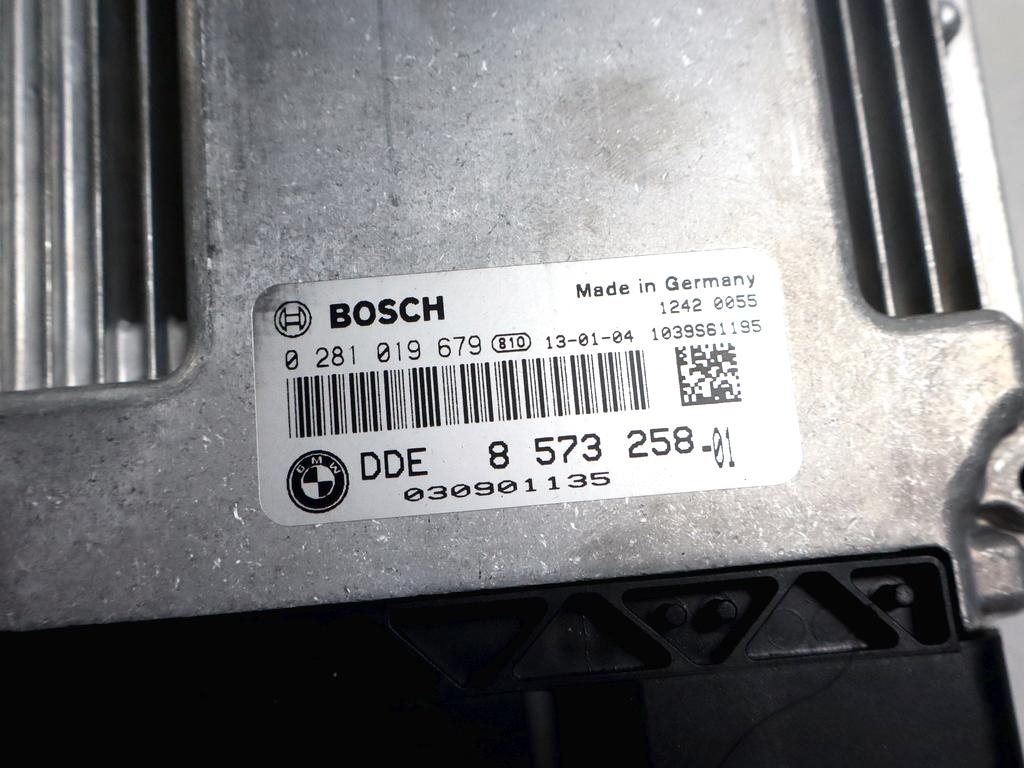 BOSCH
Made in Germany
1242 0055
0 281 019 679 810 13-01-04 1039S61195
BMW
DDE 8 573 258-01
030901135